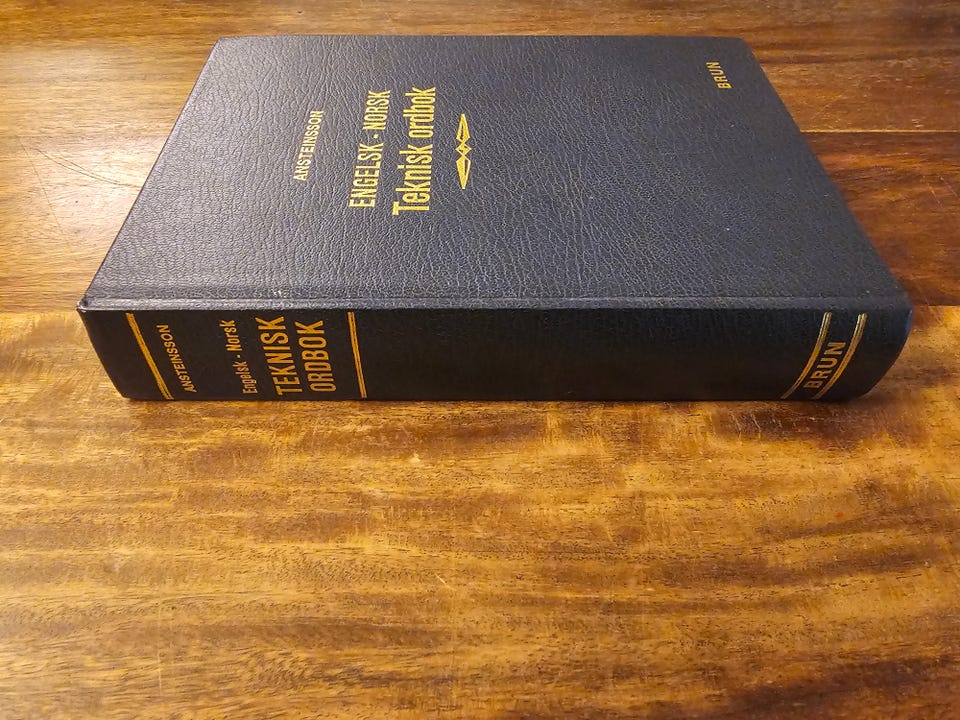 ANSTEINSSON
ENGELSK - NORSK
Teknisk ordbok
BRUN
ANSTEINSSON
Engelsk - Norsk
TEKNISK
ORDBOK
BRUN